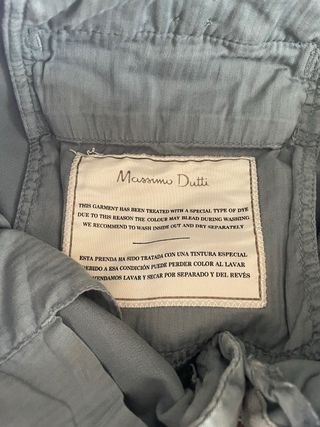 Massimo Dutti
THIS GARMENT HAS BEEN TREATED WITH A SPECIAL TYPE OF DYE
DUE TO THIS REASON THE COLOUR MAY BLEAD DURING WASHING
WE RECOMMEND TO WASH INSIDE OUT AND DRY SEPARATELY
ESTA PRENDA HA SIDO TRATADA CON UNA TINTURA ESPECIAL
DEBIDO A ESA CONDICIÓN PUEDE PERDER COLOR AL LAVAR
MENDAMOS LAVAR Y SECAR POR SEPARADO Y DEL REVÉS